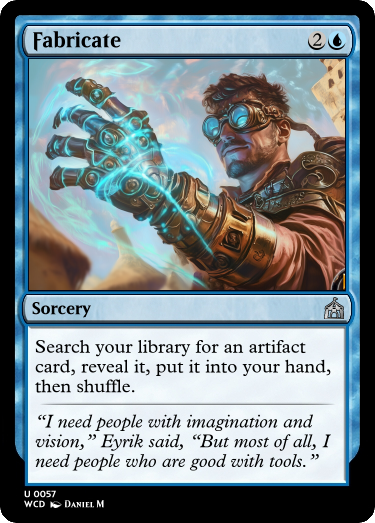 Fabricate 2
Sorcery
Search your library for an artifact
card, reveal it, put it into your hand,
then shuffle.
“I need people with imagination and
vision,” Eyrik said, “But most of all, I
need people who are good with tools.”
U 0057
WCD Daniel M